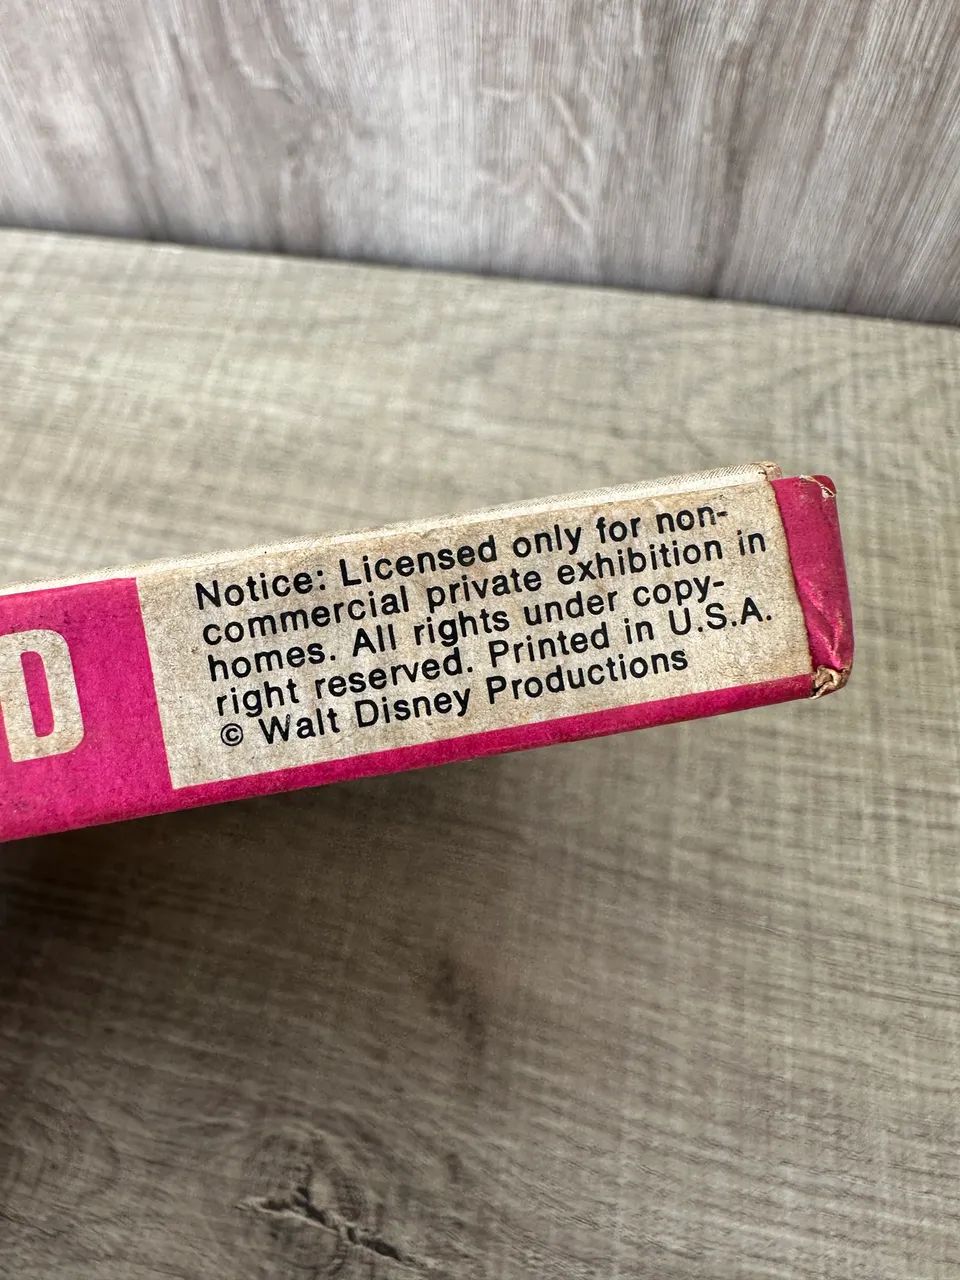 D
Notice: Licensed only for non-
commercial private exhibition in
homes. All rights under copy-
right reserved. Printed in U.S.A.
© Walt Disney Productions